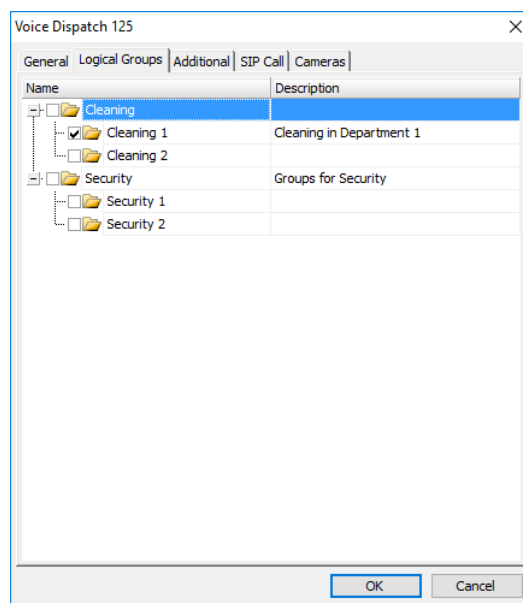 Voice Dispatch 125
General Logical Groups Additional SIP Call Cameras
Name Description
Cleaning
Cleaning 1 Cleaning in Department 1
Cleaning 2
Security Groups for Security
Security 1
Security 2
OK Cancel